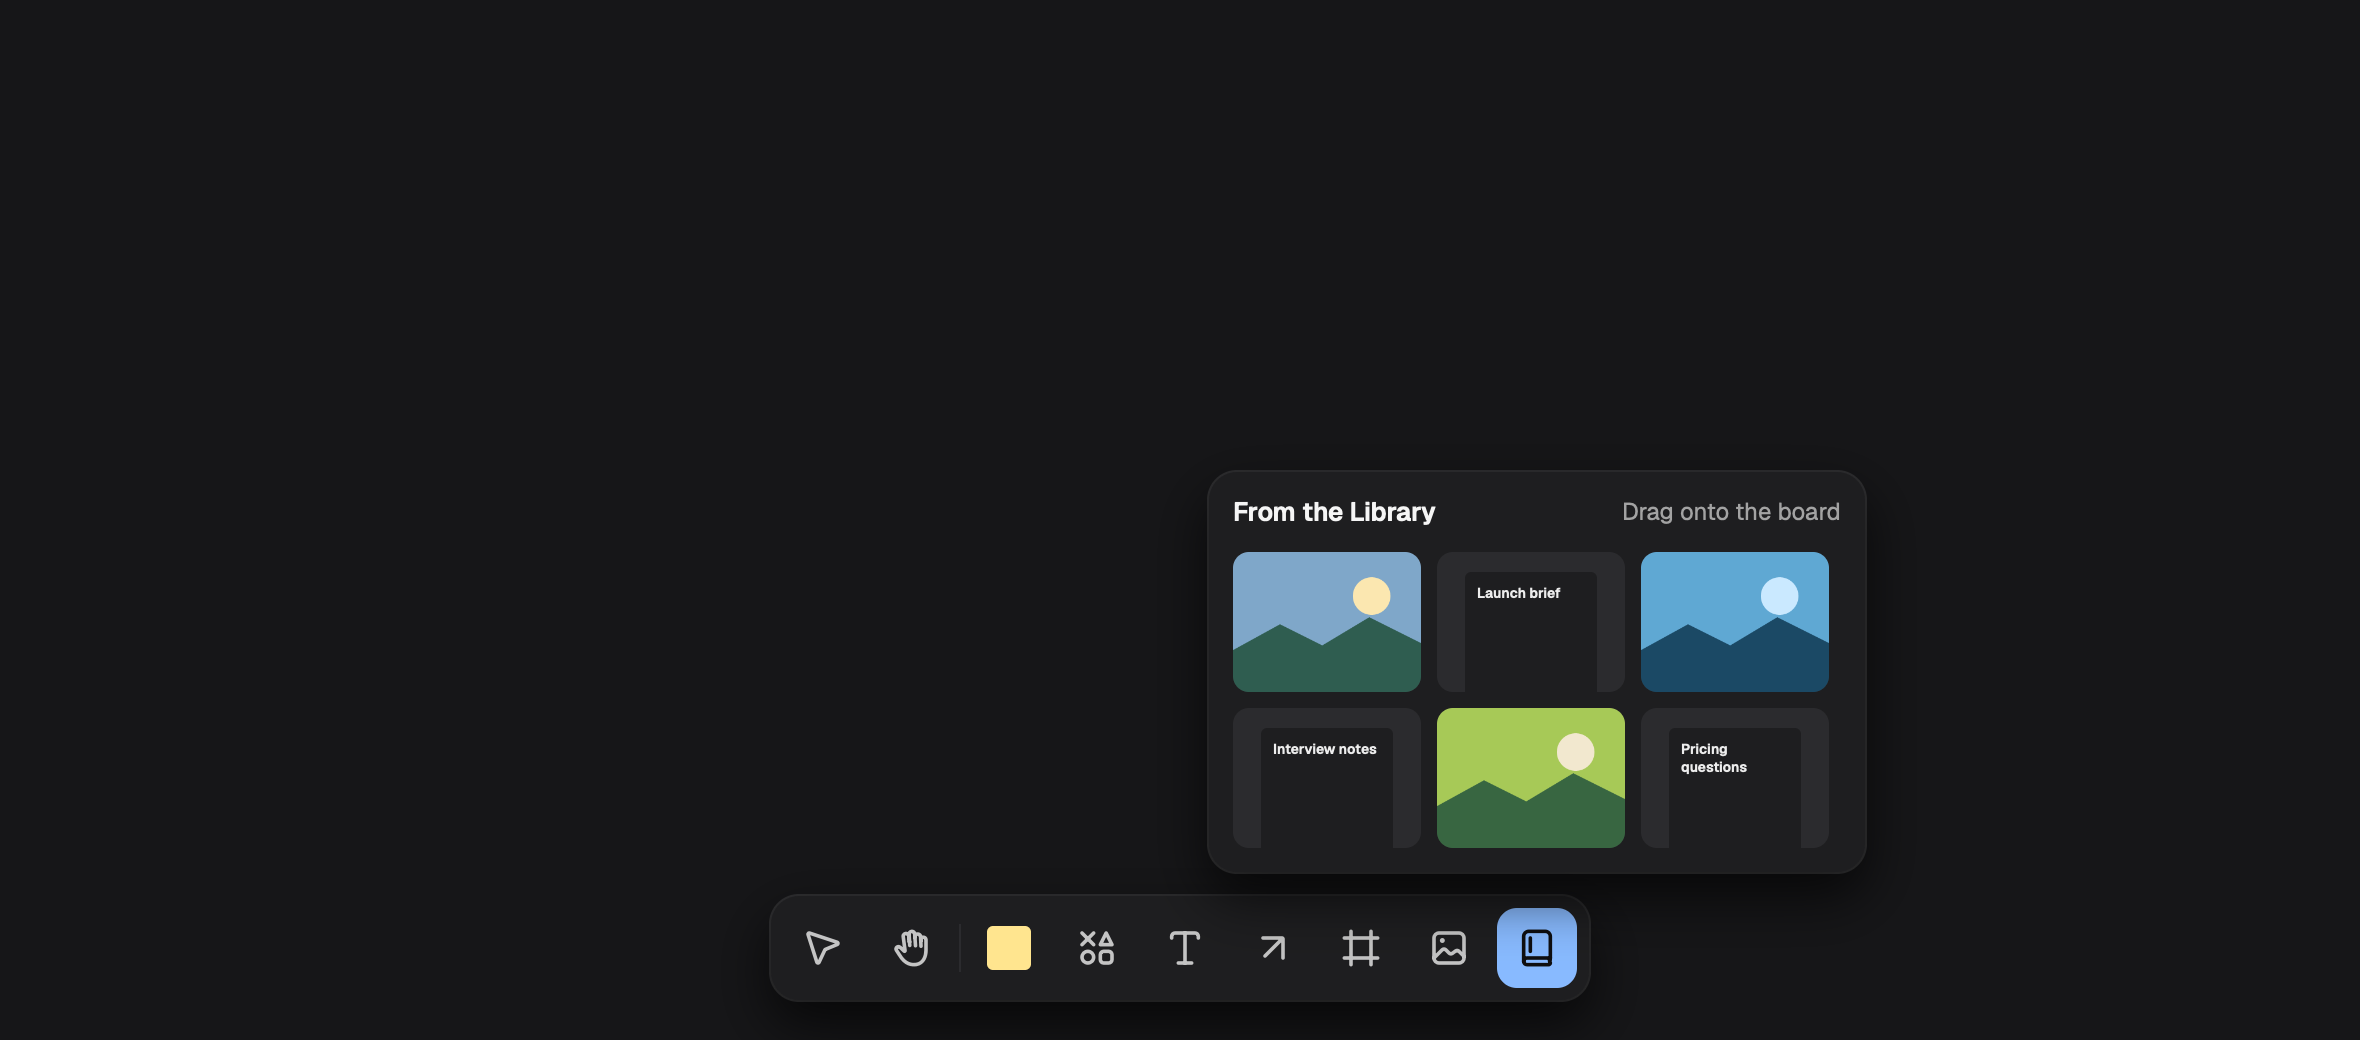 From the Library
Drag onto the board
Launch brief
Interview notes
Pricing
questions